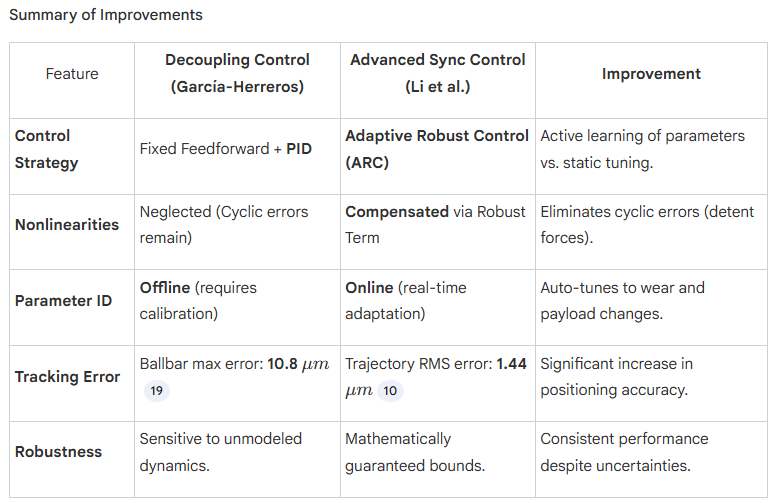 Summary of Improvements
Feature
Decoupling Control
(García-Herreros)
Advanced Sync Control
(Li et al.)
Improvement
Control
Strategy
Fixed Feedforward + PID
Adaptive Robust Control
(ARC)
Active learning of parameters
vs. static tuning.
Nonlinearities
Neglected (Cyclic errors
remain)
Compensated via Robust
Term
Eliminates cyclic errors (detent
forces).
Parameter ID
Offline (requires
calibration)
Online (real-time
adaptation)
Auto-tunes to wear and
payload changes.
Tracking Error
Ballbar max error: 10.8 μm
19
Trajectory RMS error: 1.44
μm 10
Significant increase in
positioning accuracy.
Robustness
Sensitive to unmodeled
dynamics.
Mathematically
guaranteed bounds.
Consistent performance
despite uncertainties.